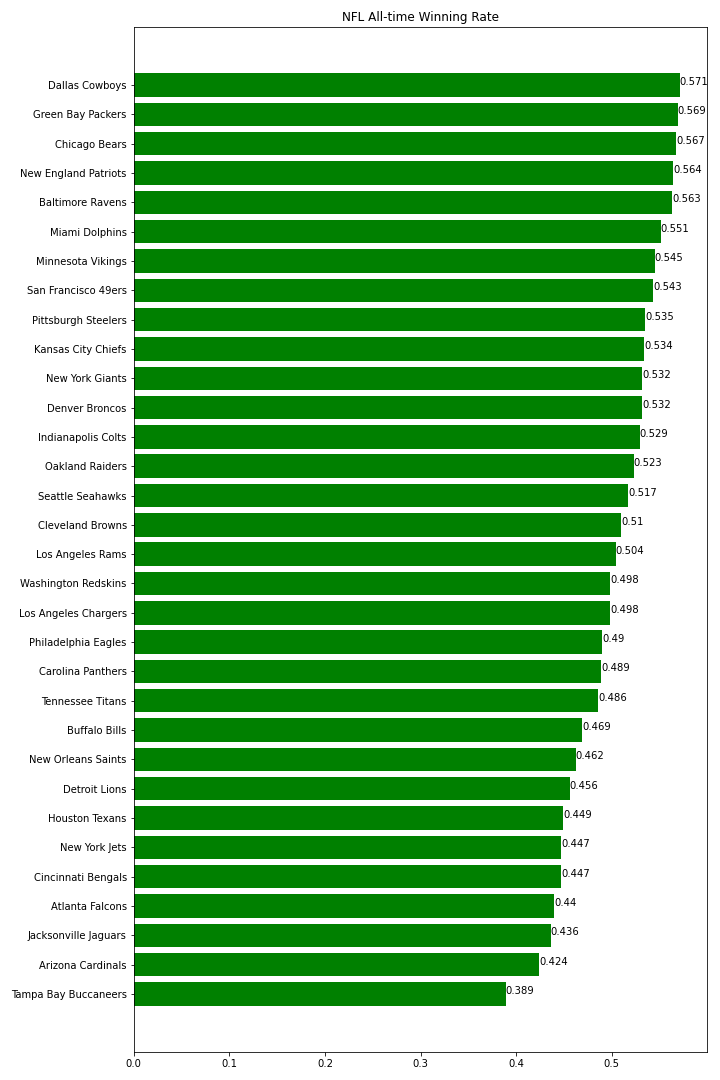 NFL All-time Winning Rate
Dallas Cowboys 0.571
Green Bay Packers 0.569
Chicago Bears 0.567
New England Patriots 0.564
Baltimore Ravens 0.563
Miami Dolphins 0.551
Minnesota Vikings 0.545
San Francisco 49ers 0.543
Pittsburgh Steelers 0.535
Kansas City Chiefs 0.534
New York Giants 0.532
Denver Broncos 0.532
Indianapolis Colts 0.529
Oakland Raiders 0.523
Seattle Seahawks 0.517
Cleveland Browns 0.51
Los Angeles Rams 0.504
Washington Redskins 0.498
Los Angeles Chargers 0.498
Philadelphia Eagles 0.49
Carolina Panthers 0.489
Tennessee Titans 0.486
Buffalo Bills 0.469
New Orleans Saints 0.462
Detroit Lions 0.456
Houston Texans 0.449
New York Jets 0.447
Cincinnati Bengals 0.447
Atlanta Falcons 0.44
Jacksonville Jaguars 0.436
Arizona Cardinals 0.424
Tampa Bay Buccaneers 0.389
0.0 0.1 0.2 0.3 0.4 0.5